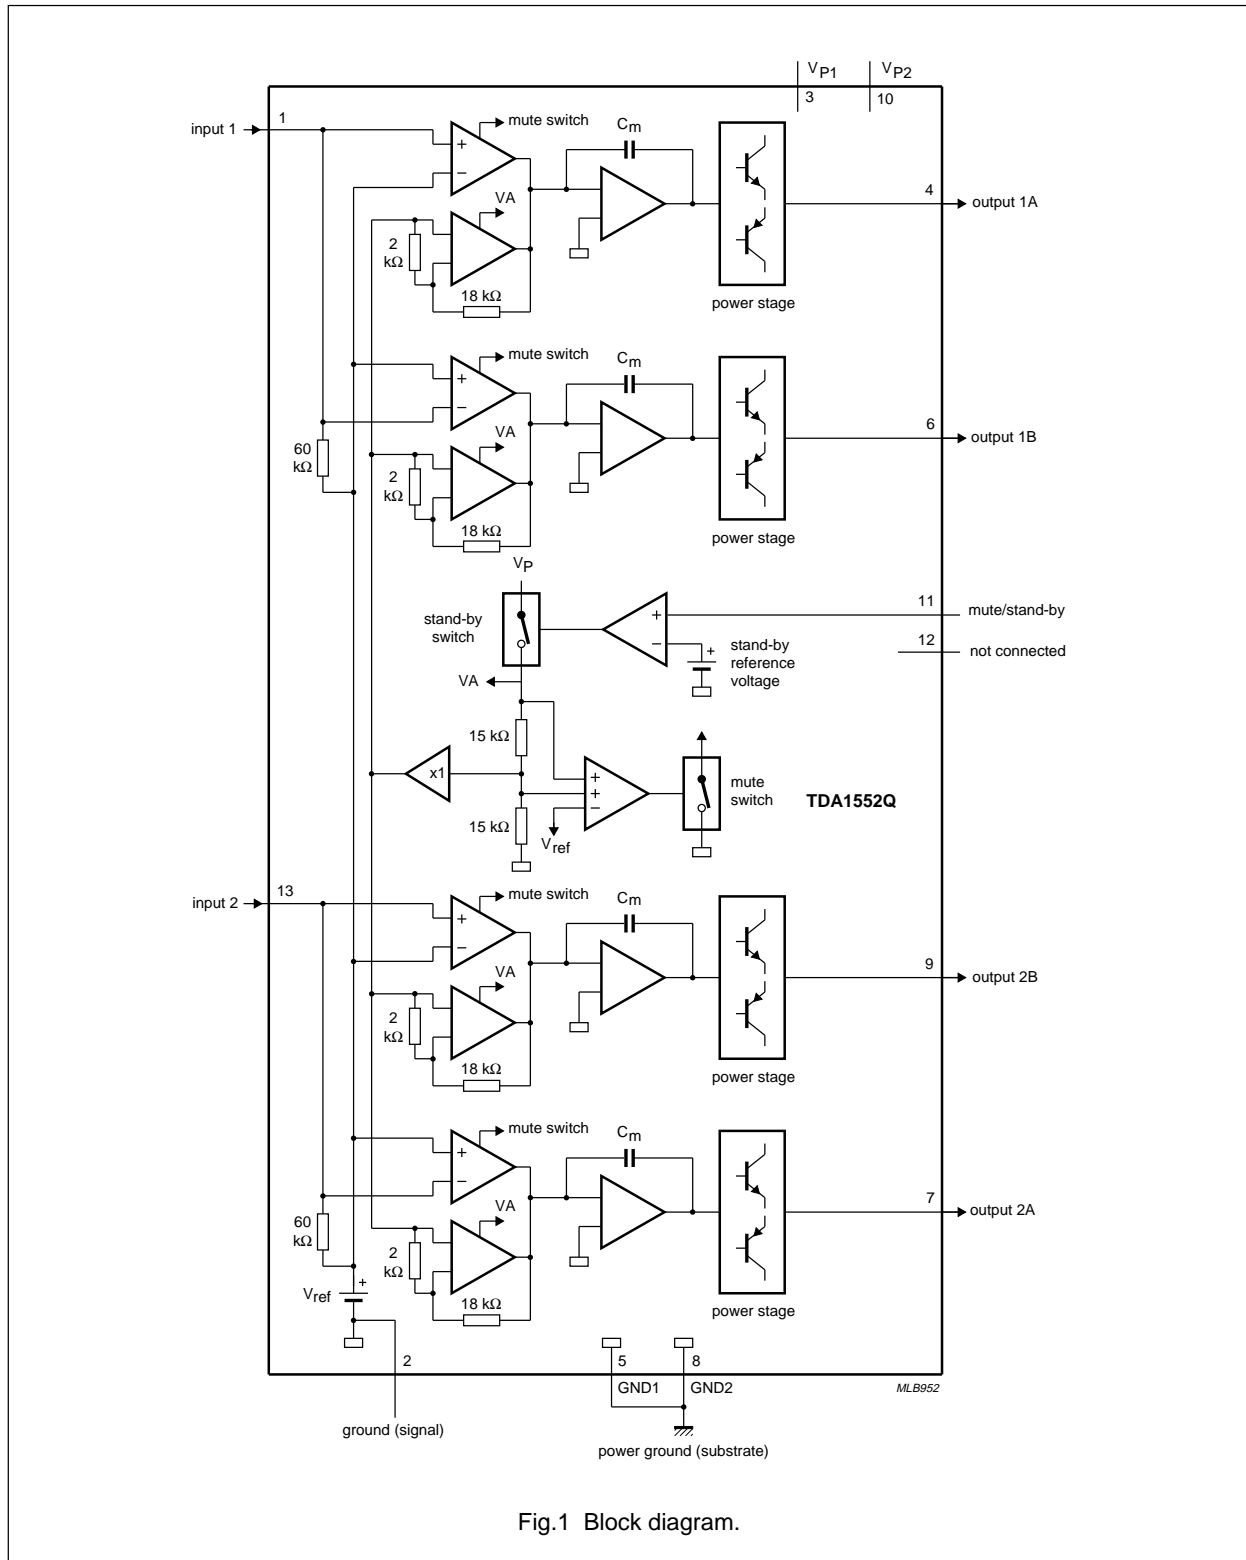 V P1
V P2
3
10
input 1
1
mute switch
C m
+
−
VA
4
output 1A
2
kΩ
18 kΩ
power stage
mute switch
C m
+
−
VA
6
output 1B
60
kΩ
2
kΩ
18 kΩ
power stage
V P
stand-by
switch
+
−
11
mute/stand-by
12
not connected
+
stand-by
reference
voltage
VA
15 kΩ
x1
+
+
−
mute
switch
TDA1552Q
15 kΩ
V ref
input 2
13
mute switch
C m
+
−
VA
9
output 2B
2
kΩ
18 kΩ
power stage
mute switch
C m
+
−
VA
7
output 2A
60
kΩ
2
kΩ
18 kΩ
power stage
V ref
+
2
5
8
GND1
GND2
MLB952
ground (signal)
power ground (substrate)
Fig.1 Block diagram.